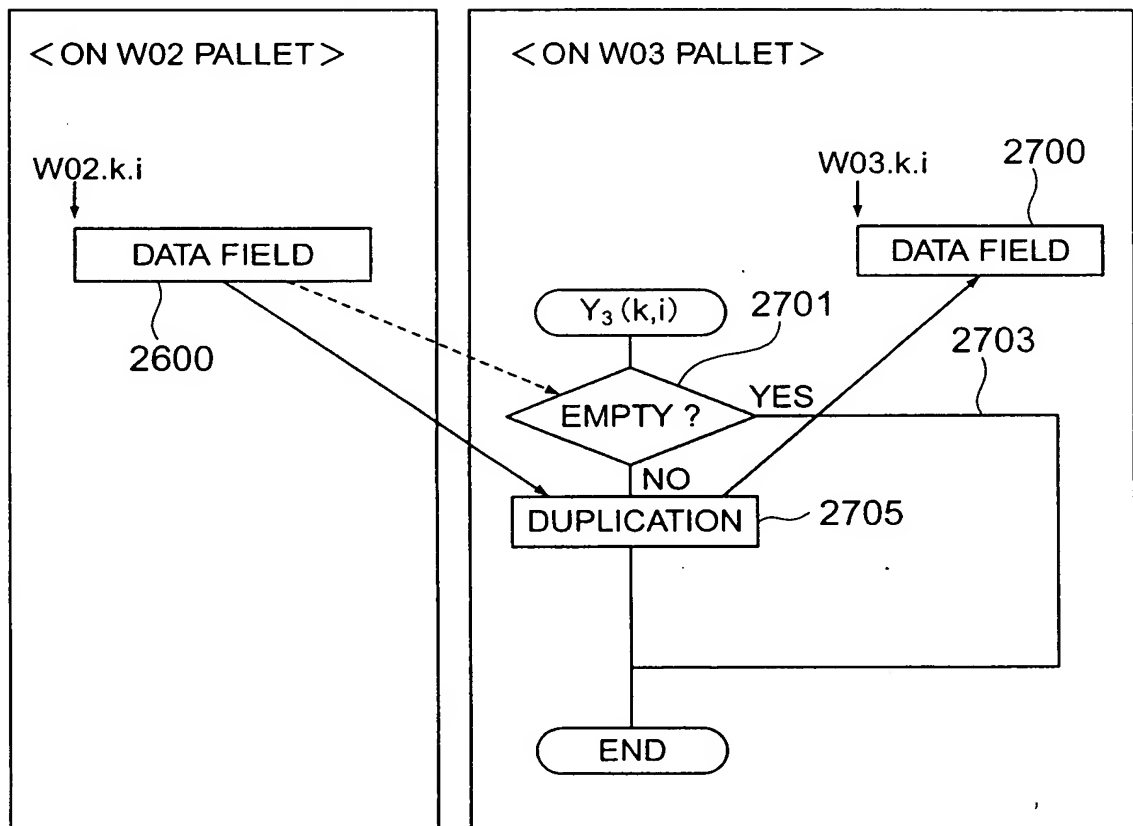 <ON W02 PALLET>
W02.k.i
DATA FIELD
2600
<ON W03 PALLET>
W03.k.i
2700
DATA FIELD
Y₃(k,i)
2701
2703
EMPTY ?
YES
NO
DUPLICATION
2705
END